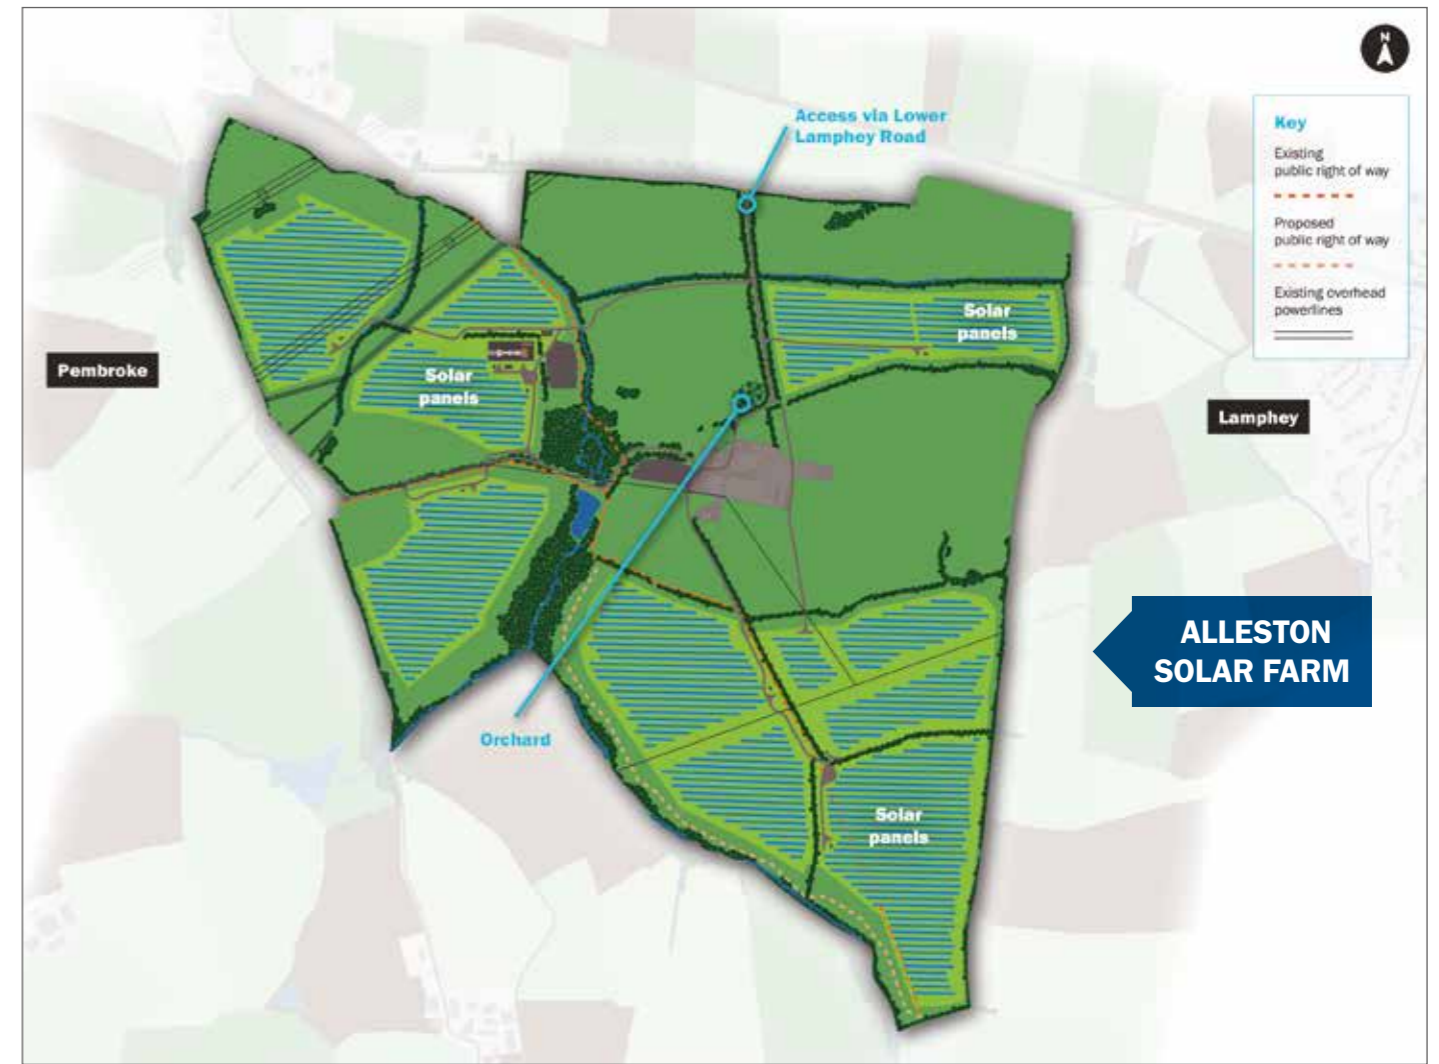 N
Access via Lower
Lamphey Road
Key
Existing
public right of way
Proposed
public right of way
Existing overhead
powerlines
Solar
panels
Pembroke
Solar
panels
Lamphey
ALLESTON
SOLAR FARM
Orchard
Solar
panels